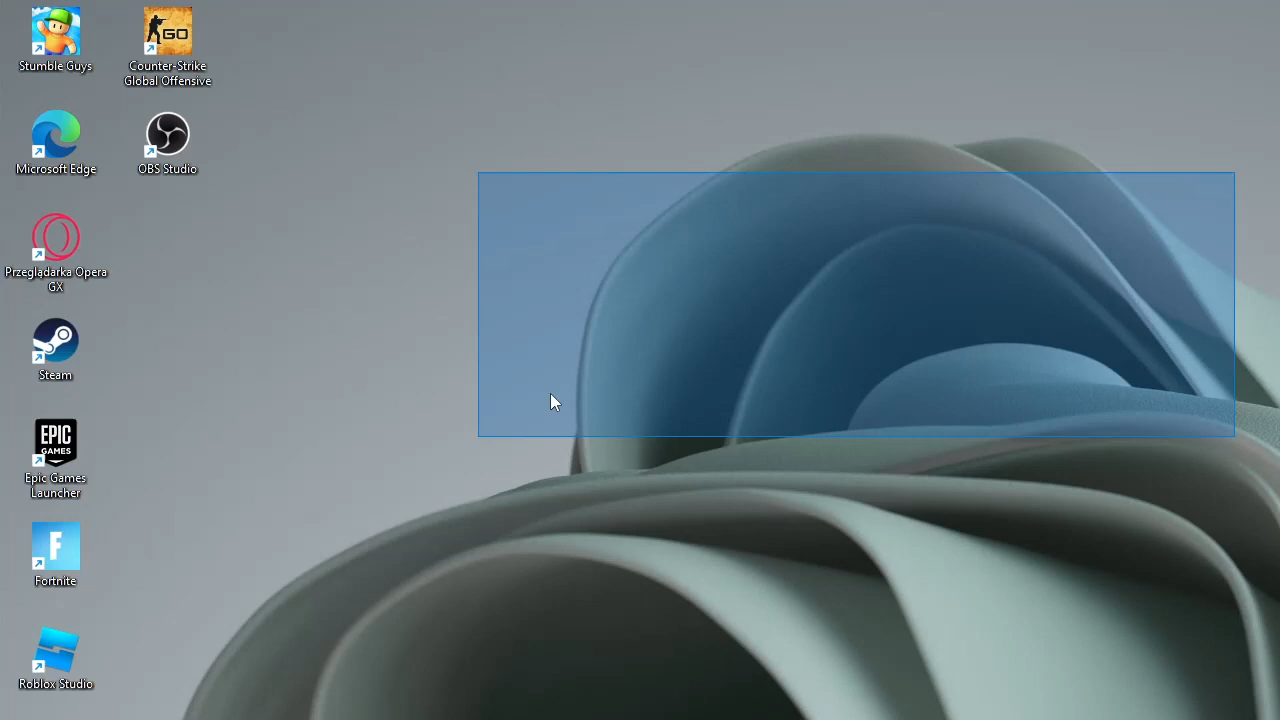 Stumble Guys
GO
Counter-Strike
Global Offensive
Microsoft Edge
OBS Studio
Przeglądarka Opera
GX
Steam
EPIC
GAMES
Epic Games
Launcher
F
Fortnite
Roblox Studio